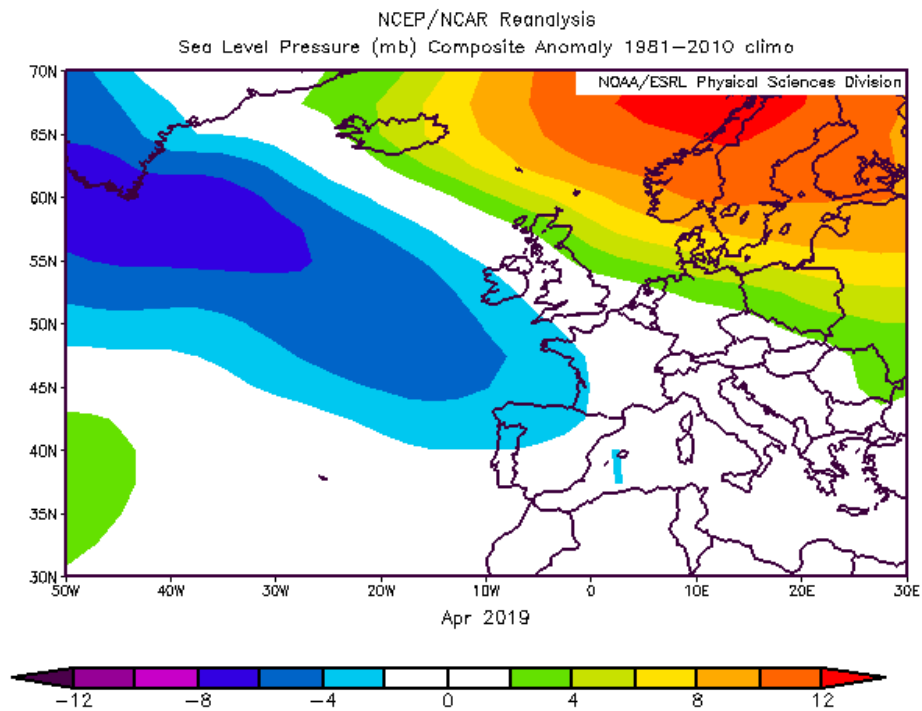 NCEP/NCAR Reanalysis
Sea Level Pressure (mb) Composite Anomaly 1981−2010 climo
NOAA/ESRL Physical Sciences Division
70N
65N
60N
55N
50N
45N
40N
35N
30N
50W 40W 30W 20W 10W 0 10E 20E 30E
Apr 2019
−12 −8 −4 0 4 8 12